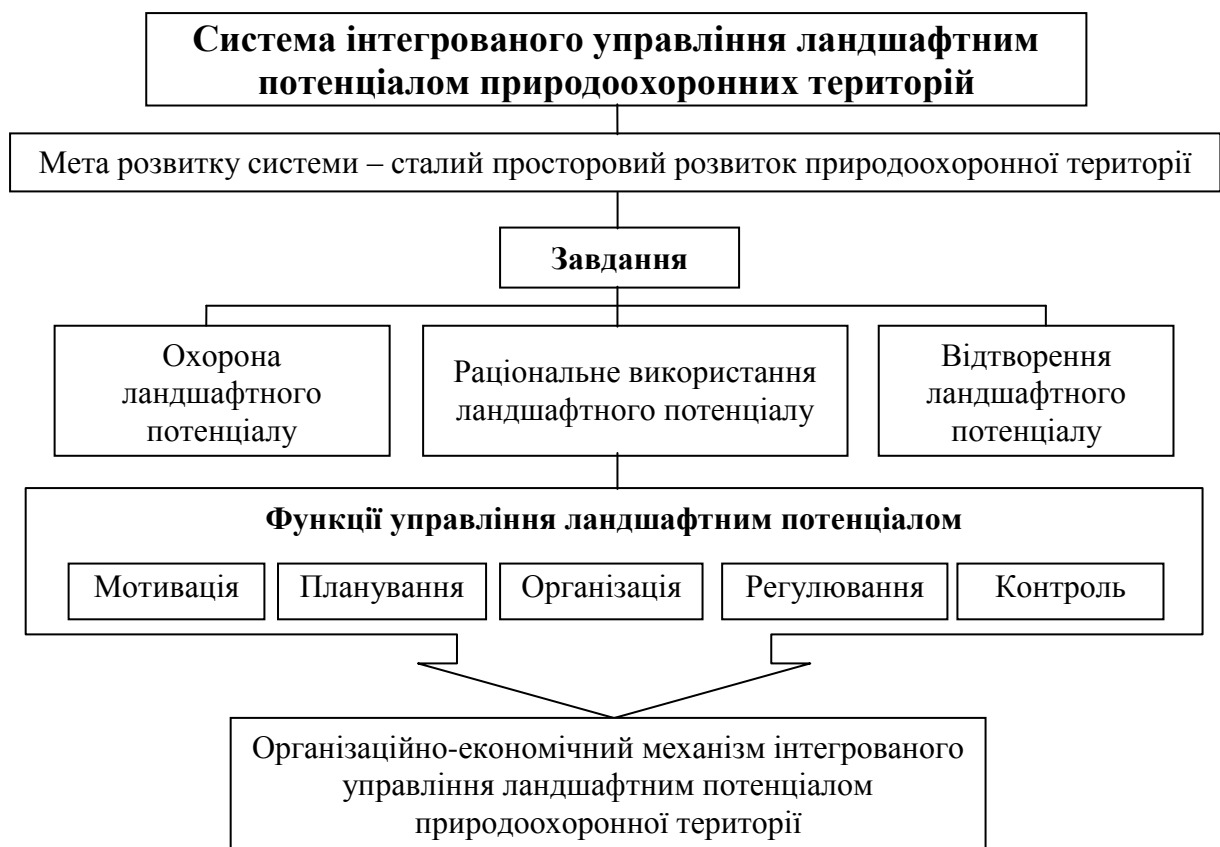 Система інтегрованого управління ландшафтним
потенціалом природоохоронних територій
Мета розвитку системи – сталий просторовий розвиток природоохоронної території
Завдання
Охорона
ландшафтного
потенціалу
Раціональне використання
ландшафтного потенціалу
Відтворення
ландшафтного
потенціалу
Функції управління ландшафтним потенціалом
Мотивація
Планування
Організація
Регулювання
Контроль
Організаційно-економічний механізм інтегрованого
управління ландшафтним потенціалом
природоохоронної території